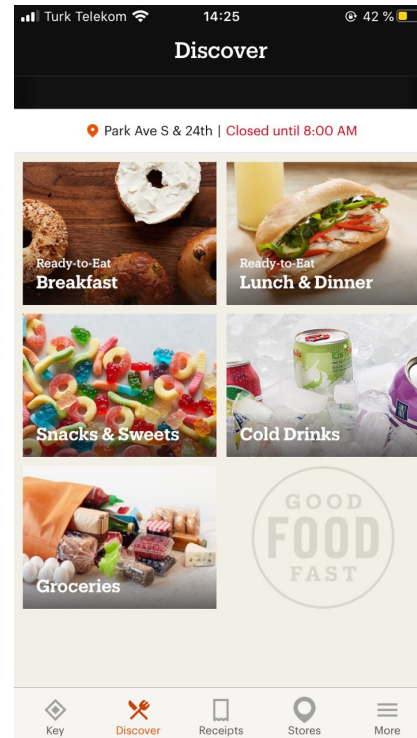 Turk Telekom 14:25 42 %
Discover
Park Ave S & 24th | Closed until 8:00 AM
Ready-to-Eat
Breakfast
Ready-to-Eat
Lunch & Dinner
Snacks & Sweets
Cold Drinks
Groceries
GOOD
FOOD
FAST
Key Discover Receipts Stores More